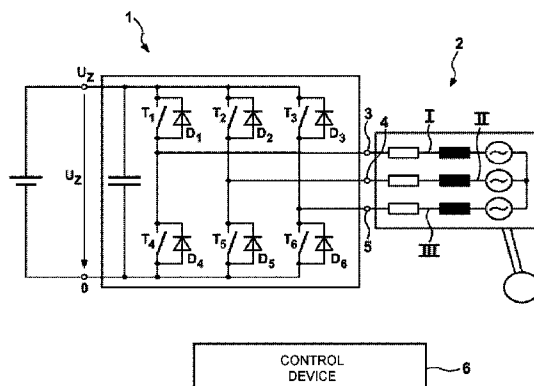 1
2
U_Z
T1
T2
T3
D1
D2
D3
3
4
I
II
U_Z
T4
T5
T6
D4
D5
D6
5
III
0
CONTROL
DEVICE
6